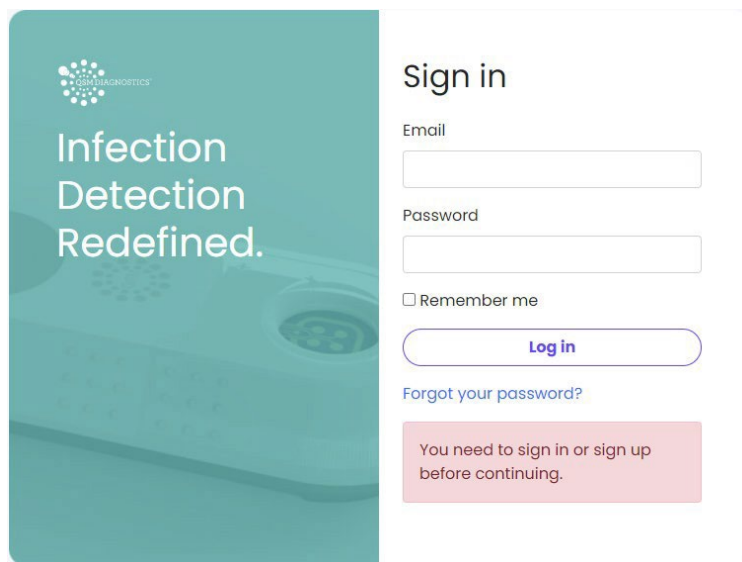 QSM DIAGNOSTICS
Infection
Detection
Redefined.
Sign in
Email
Password
Remember me
Log in
Forgot your password?
You need to sign in or sign up
before continuing.